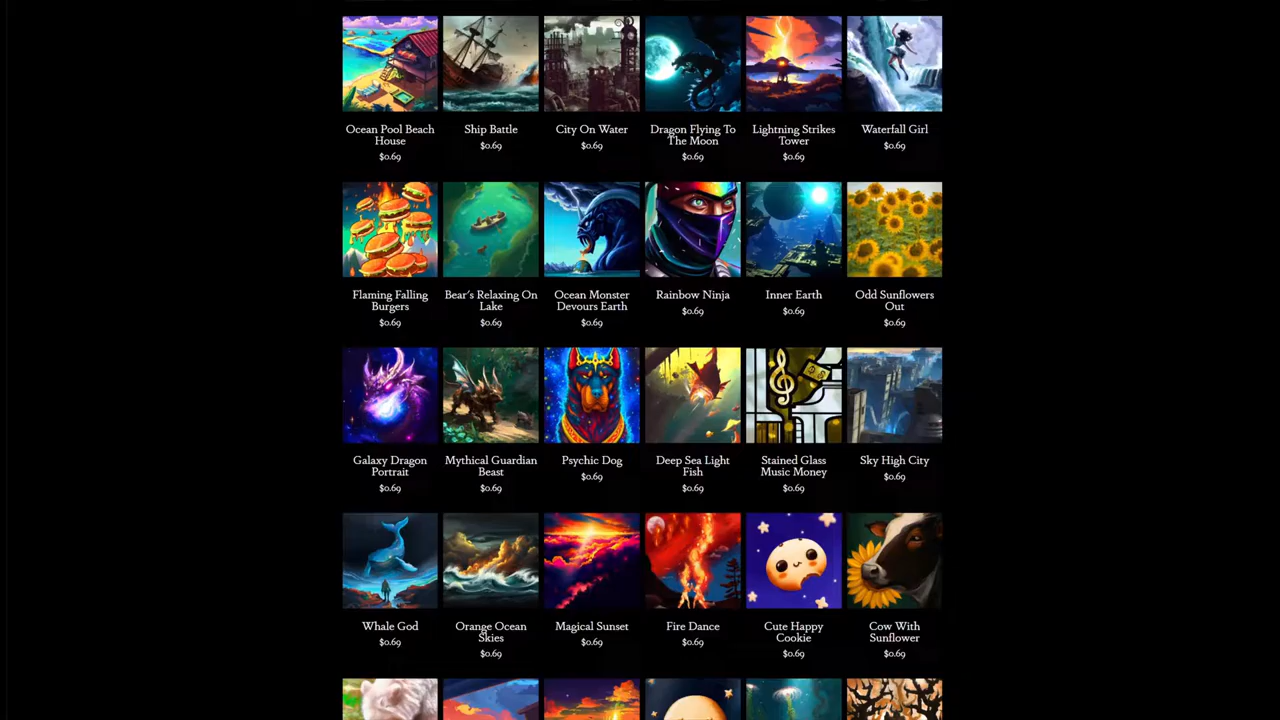 Ocean Pool Beach
House
$0.69
Ship Battle
$0.69
City On Water
$0.69
Dragon Flying To
The Moon
$0.69
Lightning Strikes
Tower
$0.69
Waterfall Girl
$0.69
Flaming Falling
Burgers
$0.69
Bear's Relaxing On
Lake
$0.69
Ocean Monster
Devours Earth
$0.69
Rainbow Ninja
$0.69
Inner Earth
$0.69
Odd Sunflowers
Out
$0.69
Galaxy Dragon
Portrait
$0.69
Mythical Guardian
Beast
$0.69
Psychic Dog
$0.69
Deep Sea Light
Fish
$0.69
Stained Glass
Music Money
$0.69
Sky High City
$0.69
Whale God
$0.69
Orange Ocean
Skies
$0.69
Magical Sunset
$0.69
Fire Dance
$0.69
Cute Happy
Cookie
$0.69
Cow With
Sunflower
$0.69